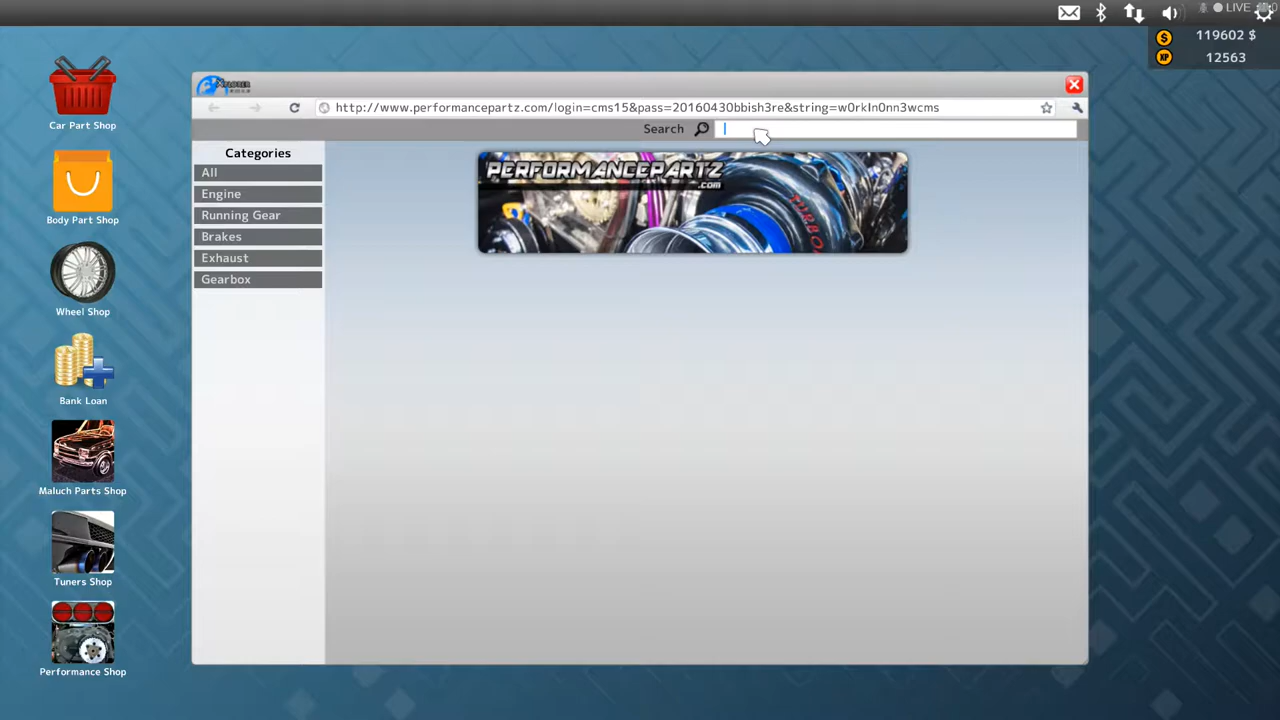 LIVE
119602 $
XP
12563
Car Part Shop
Body Part Shop
Wheel Shop
Bank Loan
Maluch Parts Shop
Tuners Shop
Performance Shop
http://www.performancepartz.com/login=cms15&pass=20160430bbish3re&string=w0rkIn0nn3wcms
Search
Categories
All
Engine
Running Gear
Brakes
Exhaust
Gearbox
PERFORMANCEPARTZ
.com
TURBO